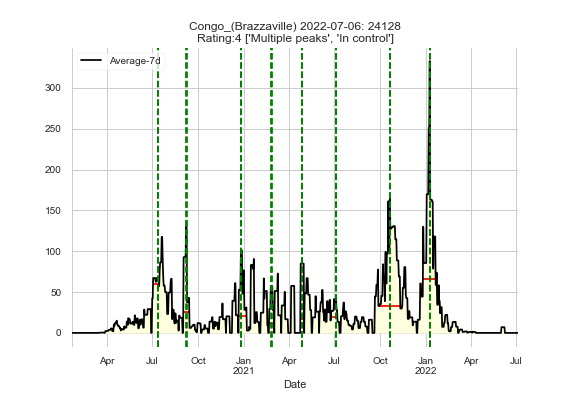 Congo_(Brazzaville) 2022-07-06: 24128
Rating:4 ['Multiple peaks', 'In control']
Average-7d
350
300
250
200
150
100
50
0
Apr Jul Oct Jan Apr Jul Oct Jan Apr Jul
2021 2022
Date